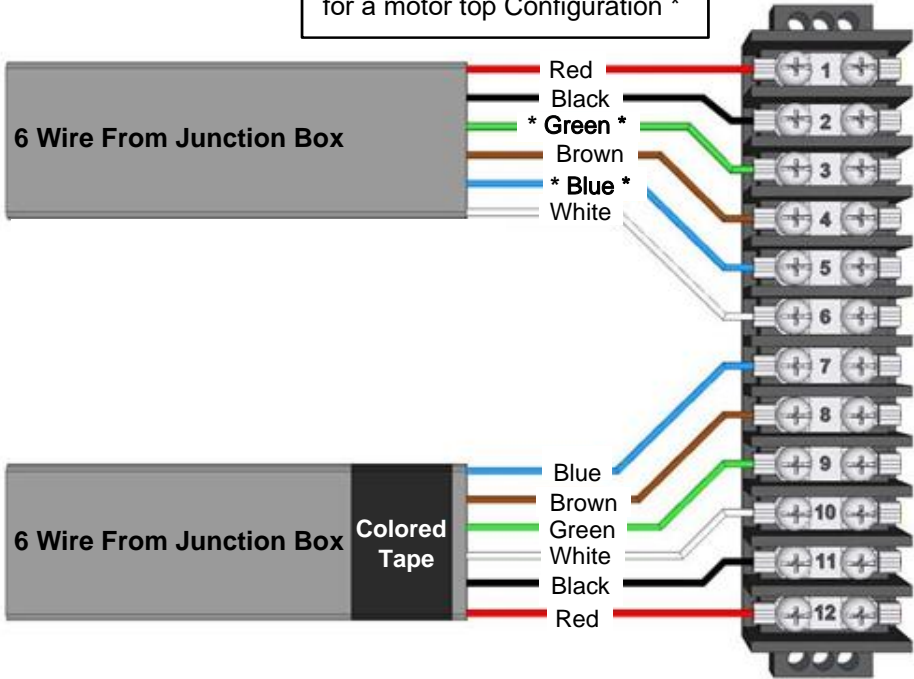 for a motor top Configuration *
Red
Black
* Green *
Brown
* Blue *
White
6 Wire From Junction Box
1
2
3
4
5
6
7
8
9
10
11
12
Blue
Brown
Green
White
Black
Red
6 Wire From Junction Box
Colored
Tape